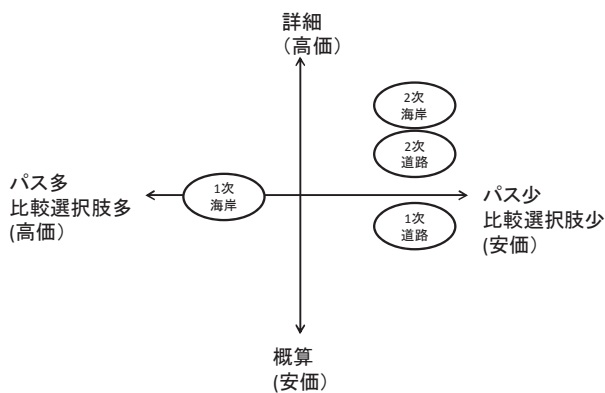 詳細
（高価）
2次
海岸
2次
道路
パス多
比較選択肢多
(高価）
1次
海岸
パス少
比較選択肢少
(安価）
1次
道路
概算
(安価）